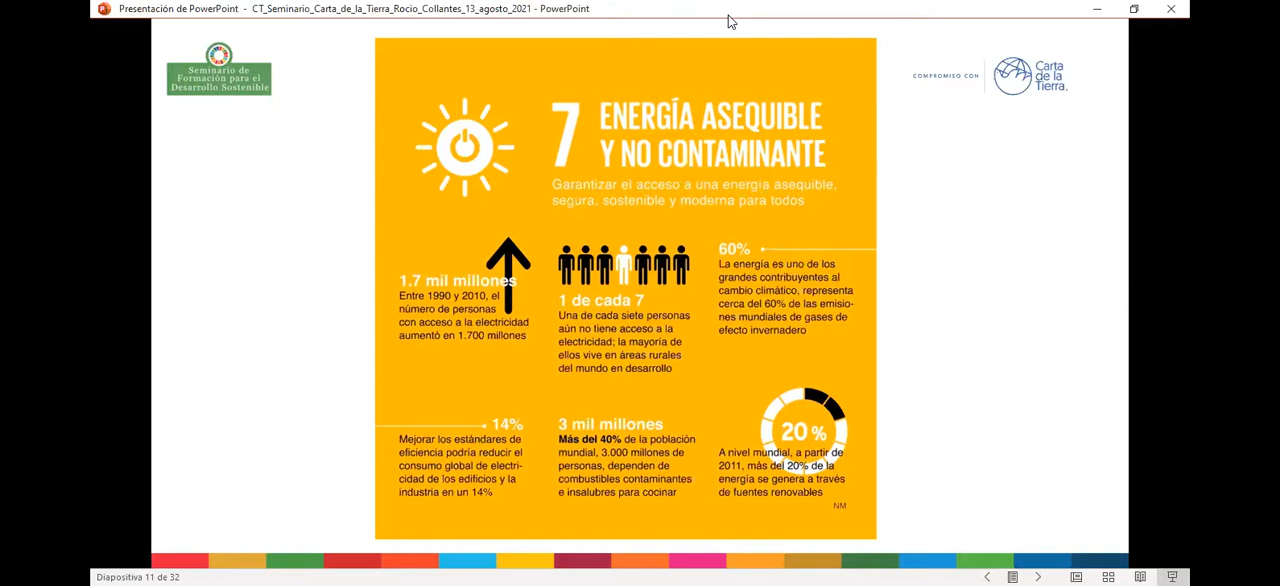 Presentación de PowerPoint - CT_Seminario_Carta_de_la_Tierra_Rocio_Collantes_13_agosto_2021 - PowerPoint
Seminario de
Formación para el
Desarrollo Sostenible
COMPROMISO CON
Carta
de la
Tierra.
7 ENERGÍA ASEQUIBLE
Y NO CONTAMINANTE
Garantizar el acceso a una energía asequible,
segura, sostenible y moderna para todos
1.7 mil millones
Entre 1990 y 2010, el
número de personas
con acceso a la electricidad
aumentó en 1.700 millones
1 de cada 7
Una de cada siete personas
aún no tiene acceso a la
electricidad; la mayoría de
ellos vive en áreas rurales
del mundo en desarrollo
60%
La energía es uno de los
grandes contribuyentes al
cambio climático, representa
cerca del 60% de las emisio-
nes mundiales de gases de
efecto invernadero
14%
Mejorar los estándares de
eficiencia podría reducir el
consumo global de electri-
cidad de los edificios y la
industria en un 14%
3 mil millones
Más del 40% de la población
mundial, 3.000 millones de
personas, dependen de
combustibles contaminantes
e insalubres para cocinar
20%
A nivel mundial, a partir de
2011, más del 20% de la
energía se genera a través
de fuentes renovables
NM
Diapositiva 11 de 32